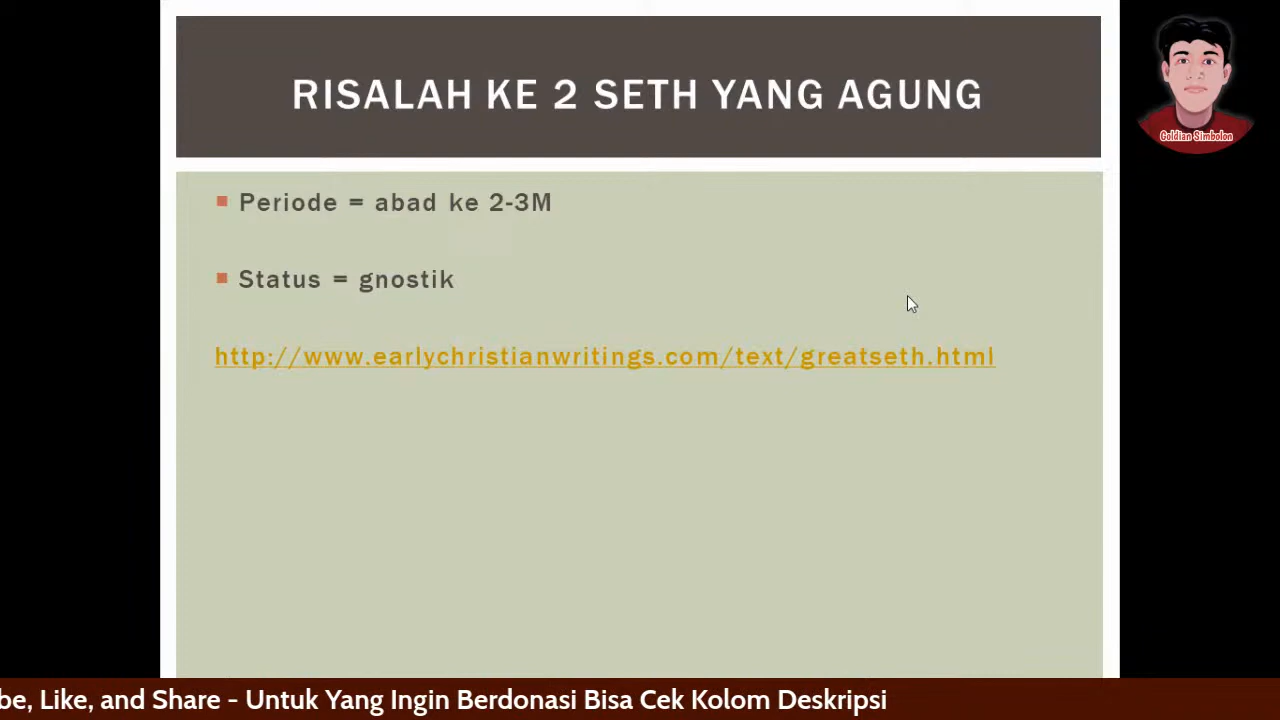 RISALAH KE 2 SETH YANG AGUNG
Goldian Simbolon
Periode = abad ke 2-3M
Status = gnostik
http://www.earlychristianwritings.com/text/greatseth.html
be, Like, and Share - Untuk Yang Ingin Berdonasi Bisa Cek Kolom Deskripsi